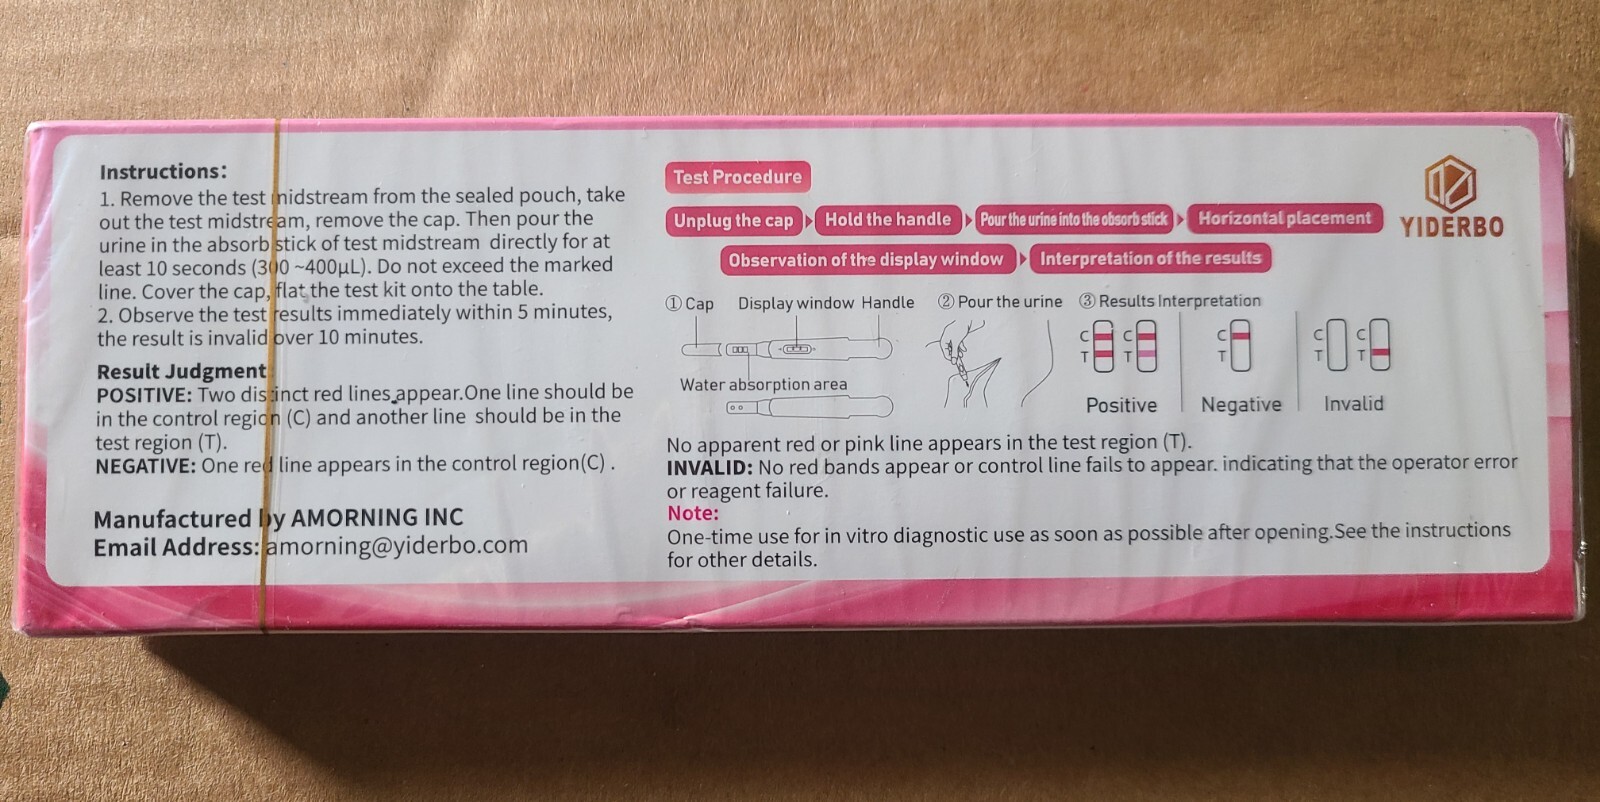 Instructions:
1. Remove the test midstream from the sealed pouch, take
out the test midstream, remove the cap. Then pour the
urine in the absorb stick of test midstream directly for at
least 10 seconds (300 ~400μL). Do not exceed the marked
line. Cover the cap, flat the test kit onto the table.
2. Observe the test results immediately within 5 minutes,
the result is invalid over 10 minutes.
Result Judgment
POSITIVE: Two distinct red lines appear.One line should be
in the control region (C) and another line should be in the
test region (T).
NEGATIVE: One red line appears in the control region(C) .
Manufactured by AMORNING INC
Email Address: amorning@yiderbo.com
Test Procedure
Unplug the cap Hold the handle Pour the urine into the obsorb stick Horizontal placement
Observation of the display window Interpretation of the results
① Cap Display window Handle ② Pour the urine ③ Results Interpretation
C C C C C
T T T T T
Water absorption area
Positive Negative Invalid
No apparent red or pink line appears in the test region (T).
INVALID: No red bands appear or control line fails to appear. indicating that the operator error
or reagent failure.
Note:
One-time use for in vitro diagnostic use as soon as possible after opening.See the instructions
for other details.
YIDERBO